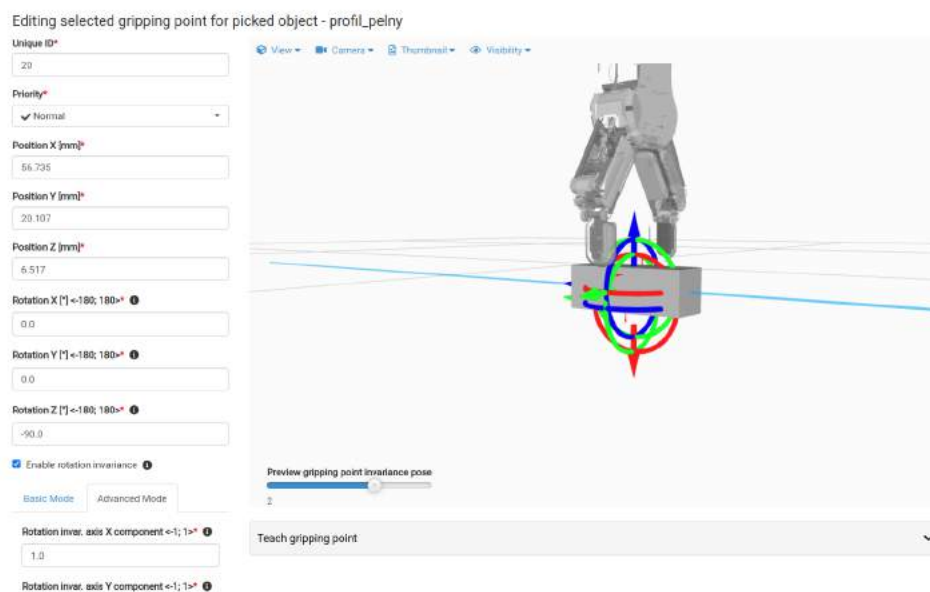 Editing selected gripping point for picked object - profil_pelny
Unique ID*
20
Priority*
Normal
Position X [mm]*
56.735
Position Y [mm]*
20.107
Position Z [mm]*
6.517
Rotation X [°] <-180; 180>*
0.0
Rotation Y [°] <-180; 180>*
0.0
Rotation Z [°] <-180; 180>*
-90.0
Enable rotation invariance
Basic Mode Advanced Mode
Rotation invar. axis X component <-1; 1>*
1.0
Rotation invar. axis Y component <-1; 1>*
View Camera Thumbnail Visibility
Preview gripping point invariance pose
2
Teach gripping point